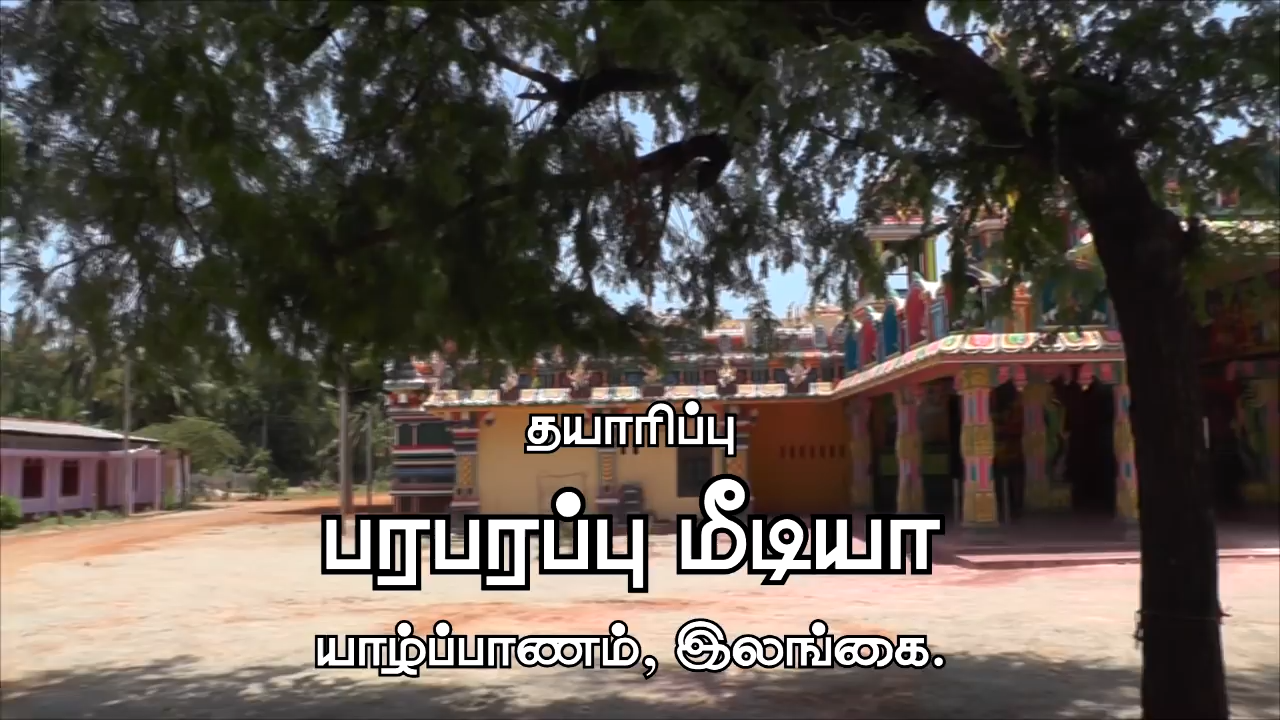 தயாரிப்பு
பரபரப்பு மீடியா
யாழ்ப்பாணம், இலங்கை.